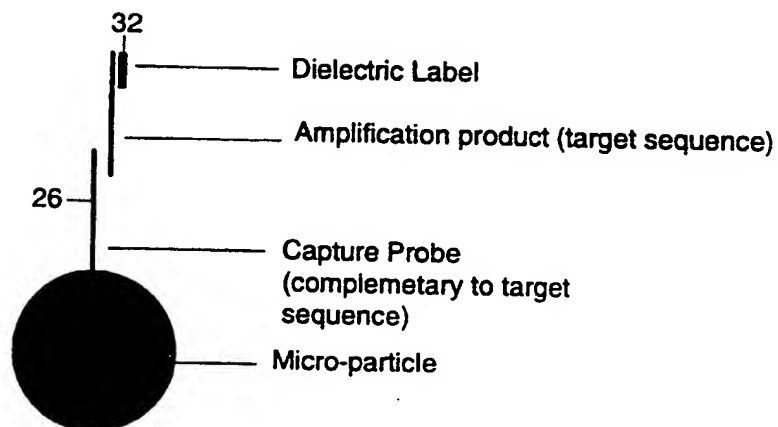 32
Dielectric Label
Amplification product (target sequence)
26
Capture Probe
(complemetary to target
sequence)
Micro-particle